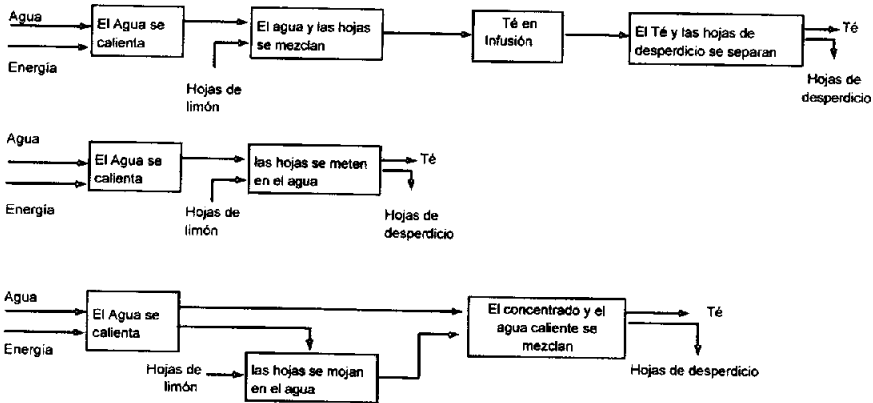 Agua
El Agua se
calienta
Energía
El agua y las hojas
se mezclan
Hojas de
limón
Té en
Infusión
El Té y las hojas de
desperdicio se separan
Té
Hojas de
desperdicio
Agua
El Agua se
calienta
Energía
las hojas se meten
en el agua
Hojas de
limón
Té
Hojas de
desperdicio
Agua
El Agua se
calienta
Energía
Hojas de
limón
las hojas se mojan
en el agua
El concentrado y el
agua caliente se
mezclan
Té
Hojas de desperdicio